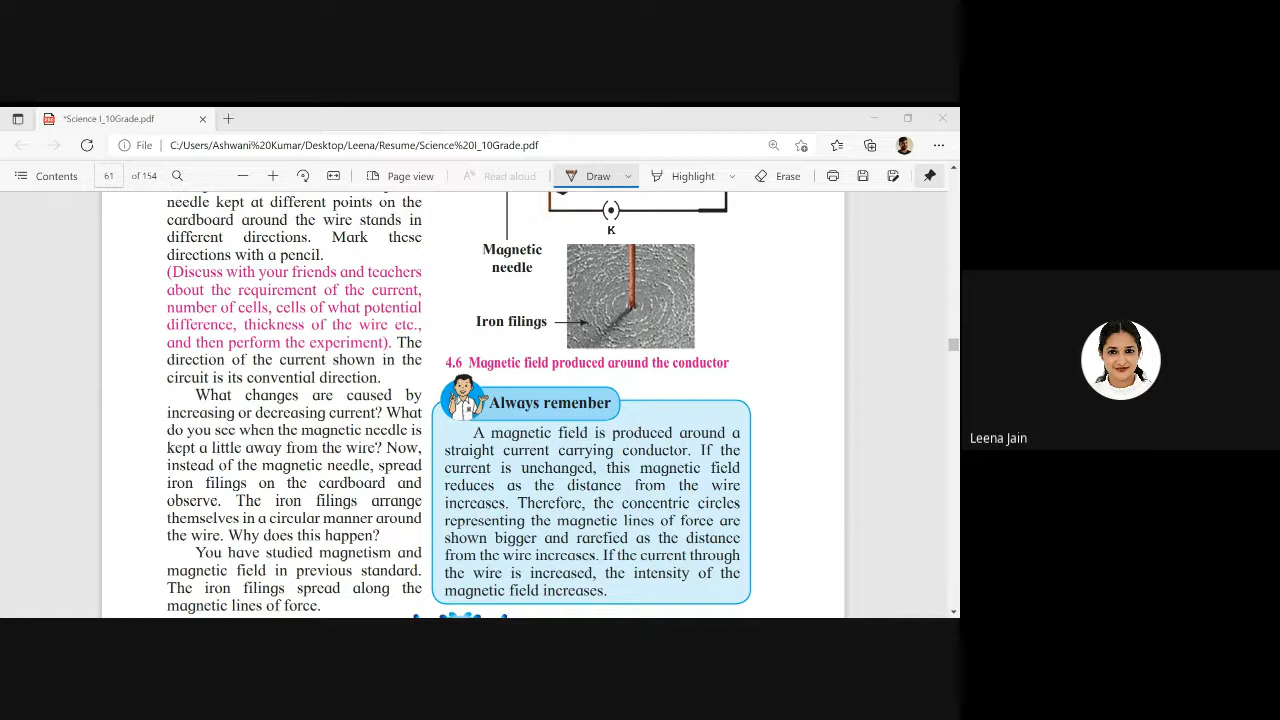 *Science I_10Grade.pdf
File
C:/Users/Ashwani%20Kumar/Desktop/Leena/Resume/Science%20I_10Grade.pdf
Contents
61
of 154
Page view
Read aloud
Draw
Highlight
Erase
needle kept at different points on the
cardboard around the wire stands in
different directions. Mark these
directions with a pencil.
(Discuss with your friends and teachers
about the requirement of the current,
number of cells, cells of what potential
difference, thickness of the wire etc.,
and then perform the experiment). The
direction of the current shown in the
circuit is its convential direction.
What changes are caused by
increasing or decreasing current? What
do you see when the magnetic needle is
kept a little away from the wire? Now,
instead of the magnetic needle, spread
iron filings on the cardboard and
observe. The iron filings arrange
themselves in a circular manner around
the wire. Why does this happen?
You have studied magnetism and
magnetic field in previous standard.
The iron filings spread along the
magnetic lines of force.
K
Magnetic
needle
Iron filings
4.6 Magnetic field produced around the conductor
Always remenber
A magnetic field is produced around a
straight current carrying conductor. If the
current is unchanged, this magnetic field
reduces as the distance from the wire
increases. Therefore, the concentric circles
representing the magnetic lines of force are
shown bigger and rarefied as the distance
from the wire increases. If the current through
the wire is increased, the intensity of the
magnetic field increases.
Leena Jain